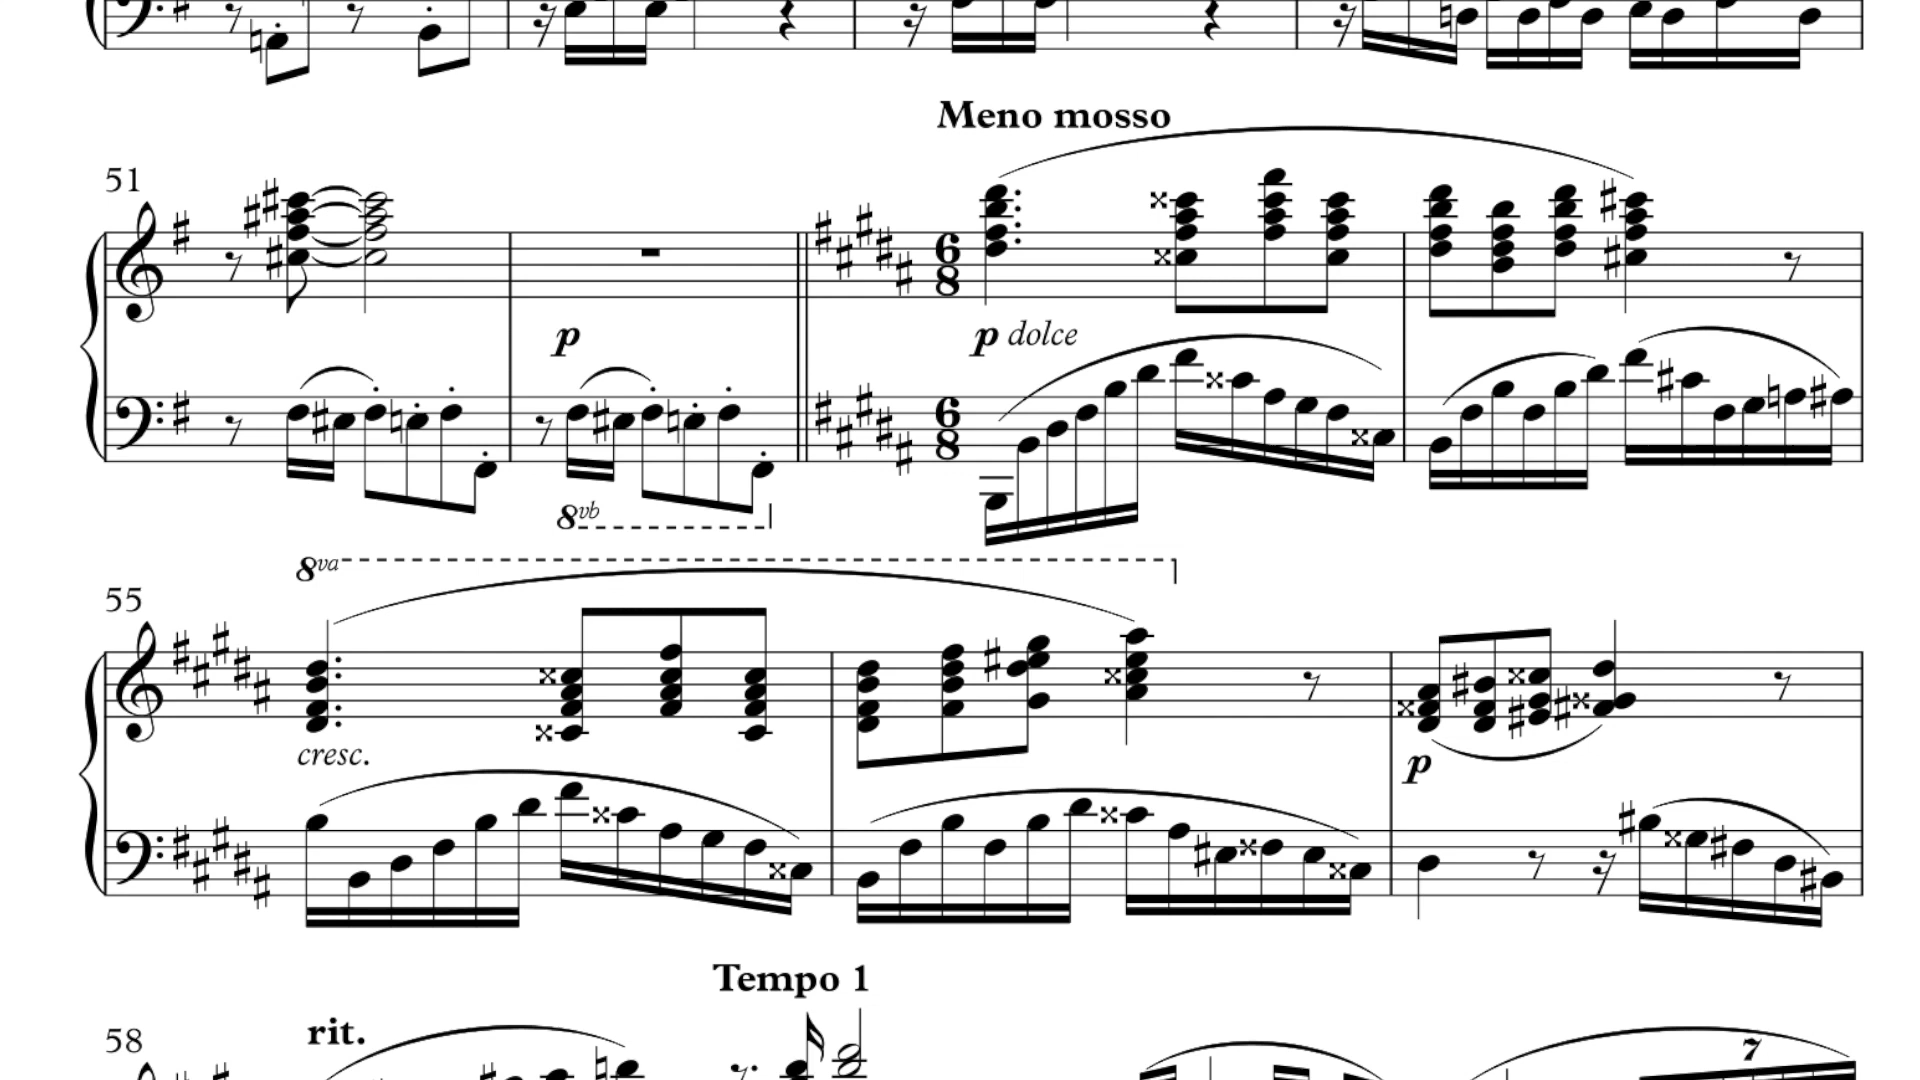 Meno mosso
51
6 8
p
p dolce
6 8
8vb
8va
55
cresc.
p
Tempo 1
rit.
58
7